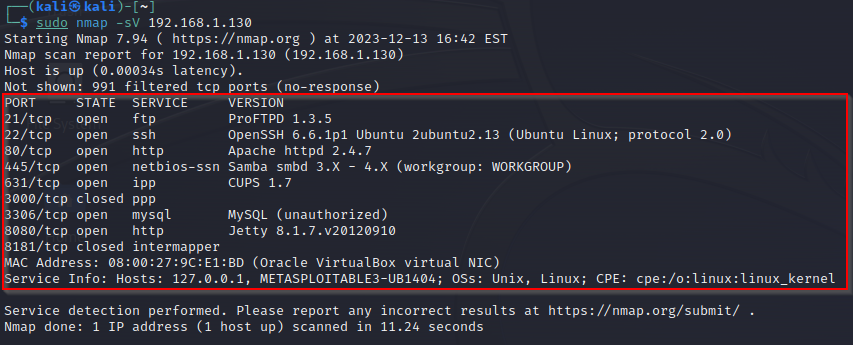 ┌──(kali㉿kali)-[~]
└─$ sudo nmap -sV 192.168.1.130
Starting Nmap 7.94 ( https://nmap.org ) at 2023-12-13 16:42 EST
Nmap scan report for 192.168.1.130 (192.168.1.130)
Host is up (0.00034s latency).
Not shown: 991 filtered tcp ports (no-response)
PORT     STATE  SERVICE     VERSION
21/tcp   open   ftp         ProFTPD 1.3.5
22/tcp   open   ssh         OpenSSH 6.6.1p1 Ubuntu 2ubuntu2.13 (Ubuntu Linux; protocol 2.0)
80/tcp   open   http        Apache httpd 2.4.7
445/tcp  open   netbios-ssn Samba smbd 3.X - 4.X (workgroup: WORKGROUP)
631/tcp  open   ipp         CUPS 1.7
3000/tcp closed ppp
3306/tcp open   mysql       MySQL (unauthorized)
8080/tcp open   http        Jetty 8.1.7.v20120910
8181/tcp closed intermapper
MAC Address: 08:00:27:9C:E1:BD (Oracle VirtualBox virtual NIC)
Service Info: Hosts: 127.0.0.1, METASPLOITABLE3-UB1404; OSs: Unix, Linux; CPE: cpe:/o:linux:linux_kernel

Service detection performed. Please report any incorrect results at https://nmap.org/submit/ .
Nmap done: 1 IP address (1 host up) scanned in 11.24 seconds